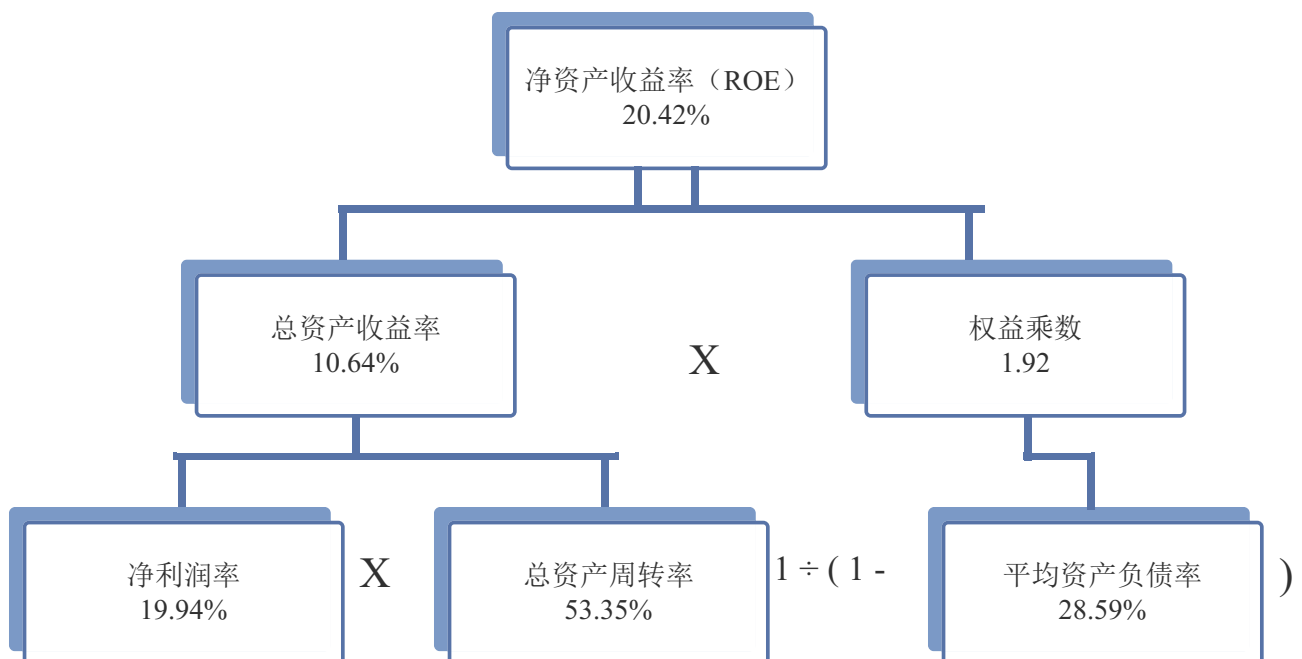 净资产收益率（ROE）
20.42%
总资产收益率
10.64%
X
权益乘数
1.92
净利润率
19.94%
X
总资产周转率
53.35%
1 ÷ ( 1 -
平均资产负债率
28.59%
)